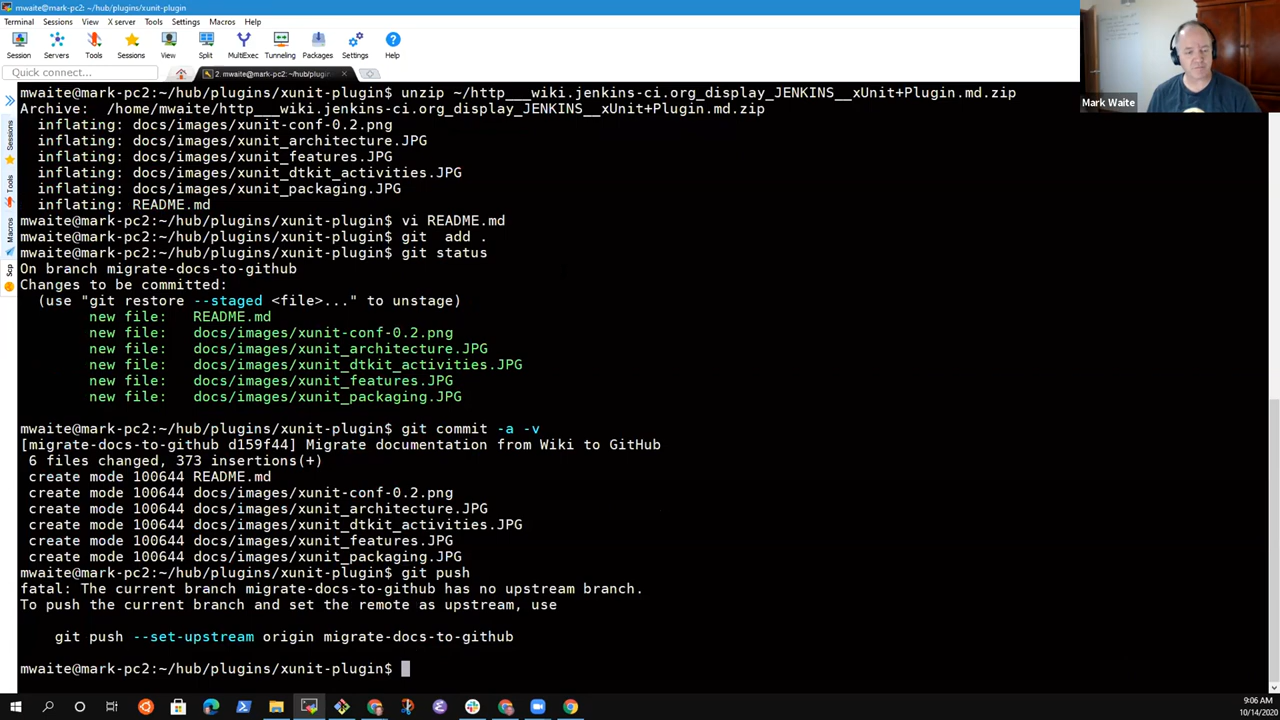 mwaite@mark-pc2: ~/hub/plugins/xunit-plugin
Terminal Sessions View X server Tools Settings Macros Help
Session Servers Tools Sessions View Split MultiExec Tunneling Packages Settings Help
Quick connect...
2. mwaite@mark-pc2: ~/hub/plugin
Mark Waite
Sessions
Tools
Macros
Scp
mwaite@mark-pc2:~/hub/plugins/xunit-plugin$ unzip ~/http___wiki.jenkins-ci.org_display_JENKINS__xUnit+Plugin.md.zip
Archive:  /home/mwaite/http___wiki.jenkins-ci.org_display_JENKINS__xUnit+Plugin.md.zip
  inflating: docs/images/xunit-conf-0.2.png
  inflating: docs/images/xunit_architecture.JPG
  inflating: docs/images/xunit_features.JPG
  inflating: docs/images/xunit_dtkit_activities.JPG
  inflating: docs/images/xunit_packaging.JPG
  inflating: README.md
mwaite@mark-pc2:~/hub/plugins/xunit-plugin$ vi README.md
mwaite@mark-pc2:~/hub/plugins/xunit-plugin$ git  add .
mwaite@mark-pc2:~/hub/plugins/xunit-plugin$ git status
On branch migrate-docs-to-github
Changes to be committed:
  (use "git restore --staged <file>..." to unstage)
        new file:   README.md
        new file:   docs/images/xunit-conf-0.2.png
        new file:   docs/images/xunit_architecture.JPG
        new file:   docs/images/xunit_dtkit_activities.JPG
        new file:   docs/images/xunit_features.JPG
        new file:   docs/images/xunit_packaging.JPG
mwaite@mark-pc2:~/hub/plugins/xunit-plugin$ git commit -a -v
[migrate-docs-to-github d159f44] Migrate documentation from Wiki to GitHub
 6 files changed, 373 insertions(+)
 create mode 100644 README.md
 create mode 100644 docs/images/xunit-conf-0.2.png
 create mode 100644 docs/images/xunit_architecture.JPG
 create mode 100644 docs/images/xunit_dtkit_activities.JPG
 create mode 100644 docs/images/xunit_features.JPG
 create mode 100644 docs/images/xunit_packaging.JPG
mwaite@mark-pc2:~/hub/plugins/xunit-plugin$ git push
fatal: The current branch migrate-docs-to-github has no upstream branch.
To push the current branch and set the remote as upstream, use
    git push --set-upstream origin migrate-docs-to-github
mwaite@mark-pc2:~/hub/plugins/xunit-plugin$
9:06 AM
10/14/2020